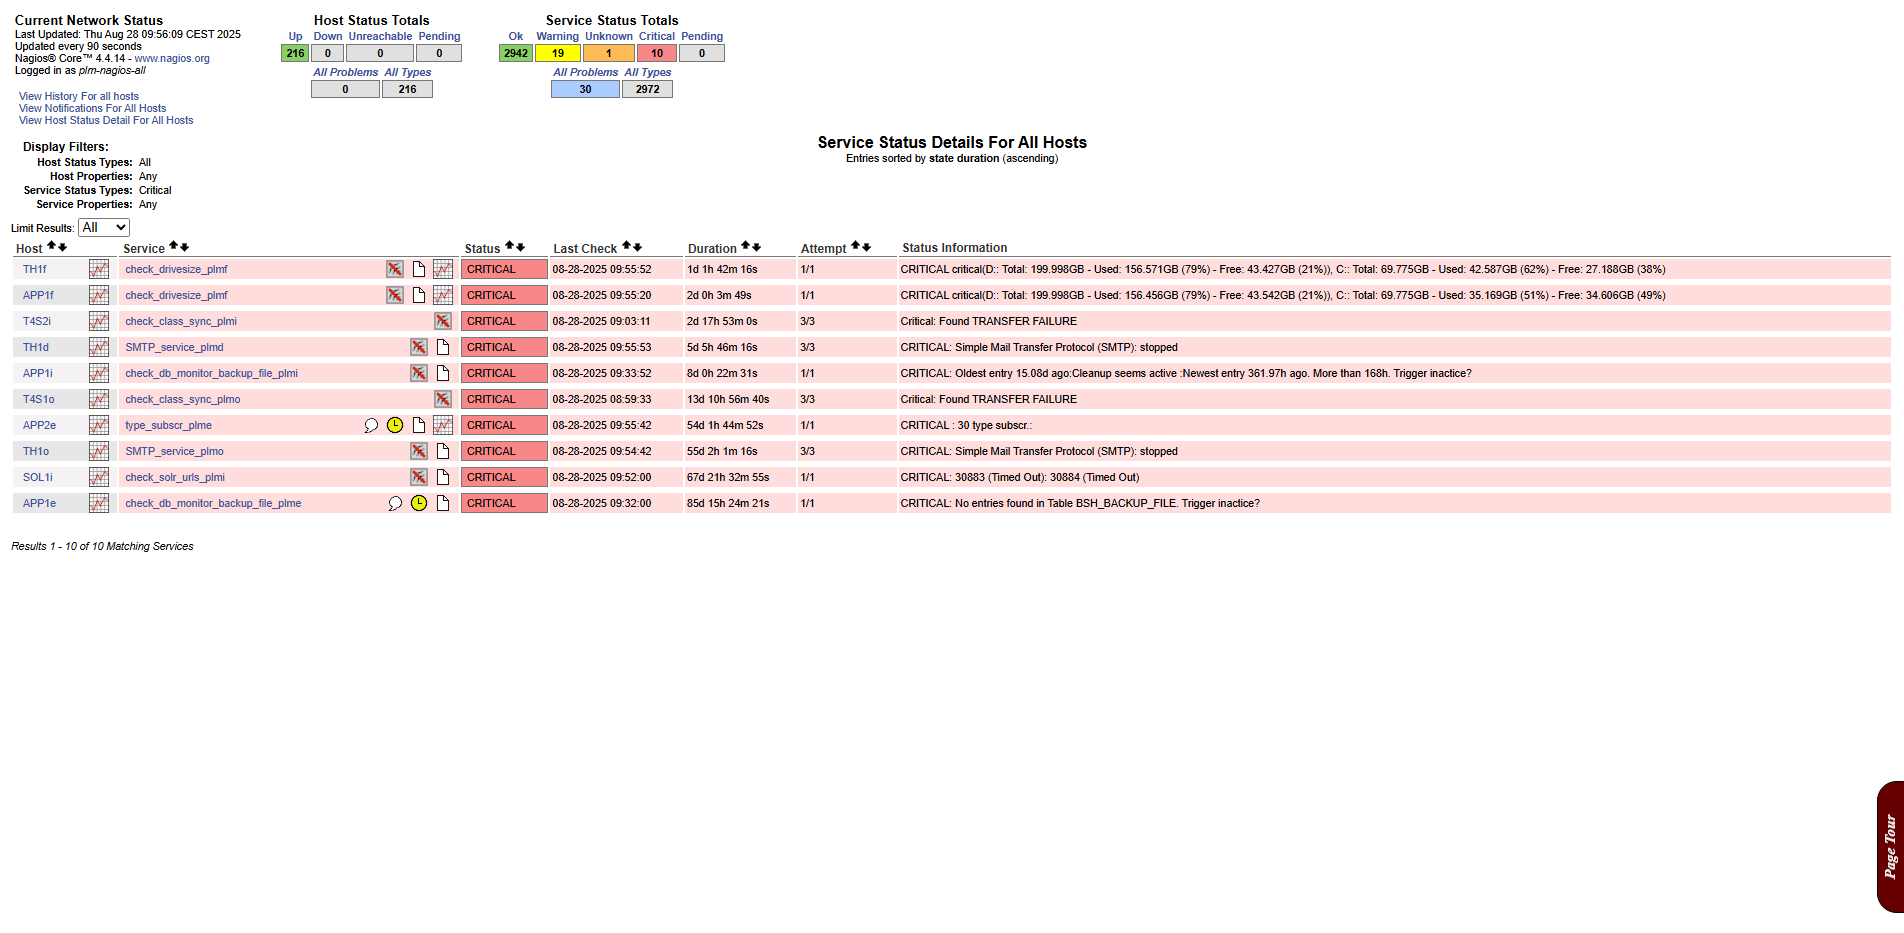 Current Network Status
Last Updated: Thu Aug 28 09:56:09 CEST 2025
Updated every 90 seconds
Nagios® Core™ 4.4.14 - www.nagios.org
Logged in as plm-nagios-all
View History For all hosts
View Notifications For All Hosts
View Host Status Detail For All Hosts
Host Status Totals
Up Down Unreachable Pending
216 0 0 0
All Problems All Types
0 216
Service Status Totals
Ok Warning Unknown Critical Pending
2942 19 1 10 0
All Problems All Types
30 2972
Display Filters:
Host Status Types: All
Host Properties: Any
Service Status Types: Critical
Service Properties: Any
Service Status Details For All Hosts
Entries sorted by state duration (ascending)
Limit Results: All
Host Service Status Last Check Duration Attempt Status Information
TH1f check_drivesize_plmf CRITICAL 08-28-2025 09:55:52 1d 1h 42m 16s 1/1 CRITICAL critical(D:: Total: 199.998GB - Used: 156.571GB (79%) - Free: 43.427GB (21%)), C:: Total: 69.775GB - Used: 42.587GB (62%) - Free: 27.188GB (38%)
APP1f check_drivesize_plmf CRITICAL 08-28-2025 09:55:20 2d 0h 3m 49s 1/1 CRITICAL critical(D:: Total: 199.998GB - Used: 156.456GB (79%) - Free: 43.542GB (21%)), C:: Total: 69.775GB - Used: 35.169GB (51%) - Free: 34.606GB (49%)
T4S2i check_class_sync_plmi CRITICAL 08-28-2025 09:03:11 2d 17h 53m 0s 3/3 Critical: Found TRANSFER FAILURE
TH1d SMTP_service_plmd CRITICAL 08-28-2025 09:55:53 5d 5h 46m 16s 3/3 CRITICAL: Simple Mail Transfer Protocol (SMTP): stopped
APP1i check_db_monitor_backup_file_plmi CRITICAL 08-28-2025 09:33:52 8d 0h 22m 31s 1/1 CRITICAL: Oldest entry 15.08d ago:Cleanup seems active :Newest entry 361.97h ago. More than 168h. Trigger inactice?
T4S1o check_class_sync_plmo CRITICAL 08-28-2025 08:59:33 13d 10h 56m 40s 3/3 Critical: Found TRANSFER FAILURE
APP2e type_subscr_plme CRITICAL 08-28-2025 09:55:42 54d 1h 44m 52s 1/1 CRITICAL : 30 type subscr.:
TH1o SMTP_service_plmo CRITICAL 08-28-2025 09:54:42 55d 2h 1m 16s 3/3 CRITICAL: Simple Mail Transfer Protocol (SMTP): stopped
SOL1i check_solr_urls_plmi CRITICAL 08-28-2025 09:52:00 67d 21h 32m 55s 1/1 CRITICAL: 30883 (Timed Out): 30884 (Timed Out)
APP1e check_db_monitor_backup_file_plme CRITICAL 08-28-2025 09:32:00 85d 15h 24m 21s 1/1 CRITICAL: No entries found in Table BSH_BACKUP_FILE. Trigger inactice?
Results 1 - 10 of 10 Matching Services
Page Tour